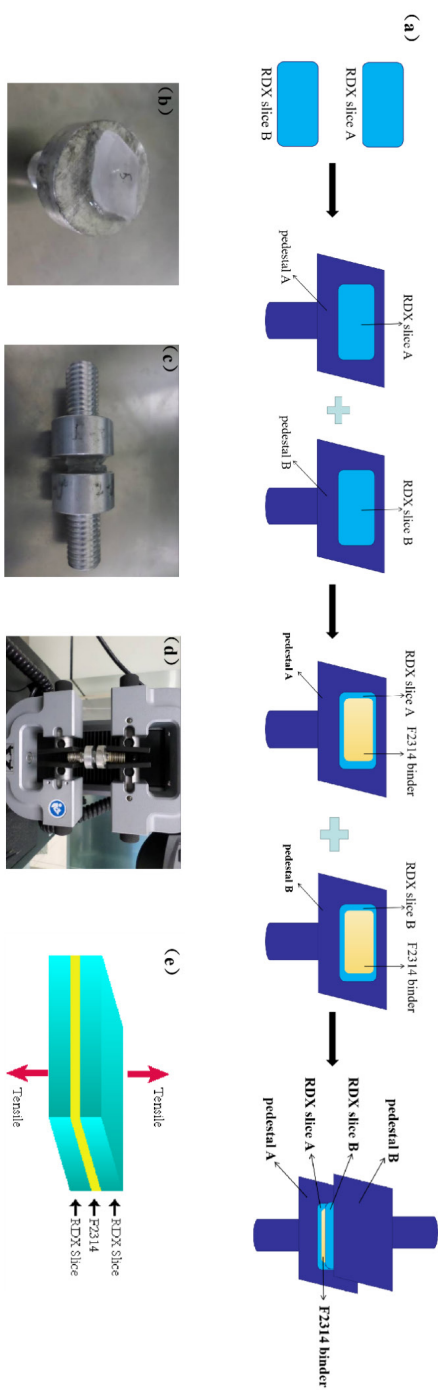 (a)
RDX slice A
RDX slice B
RDX slice A
pedestal A
RDX slice B
pedestal B
RDX slice A
F2314 binder
pedestal A
RDX slice B
F2314 binder
pedestal B
pedestal B
RDX slice B
RDX slice A
pedestal A
F2314 binder
(b)
5
(c)
(d)
(e)
Tensile
RDX Slice
F2314
RDX Slice
Tensile